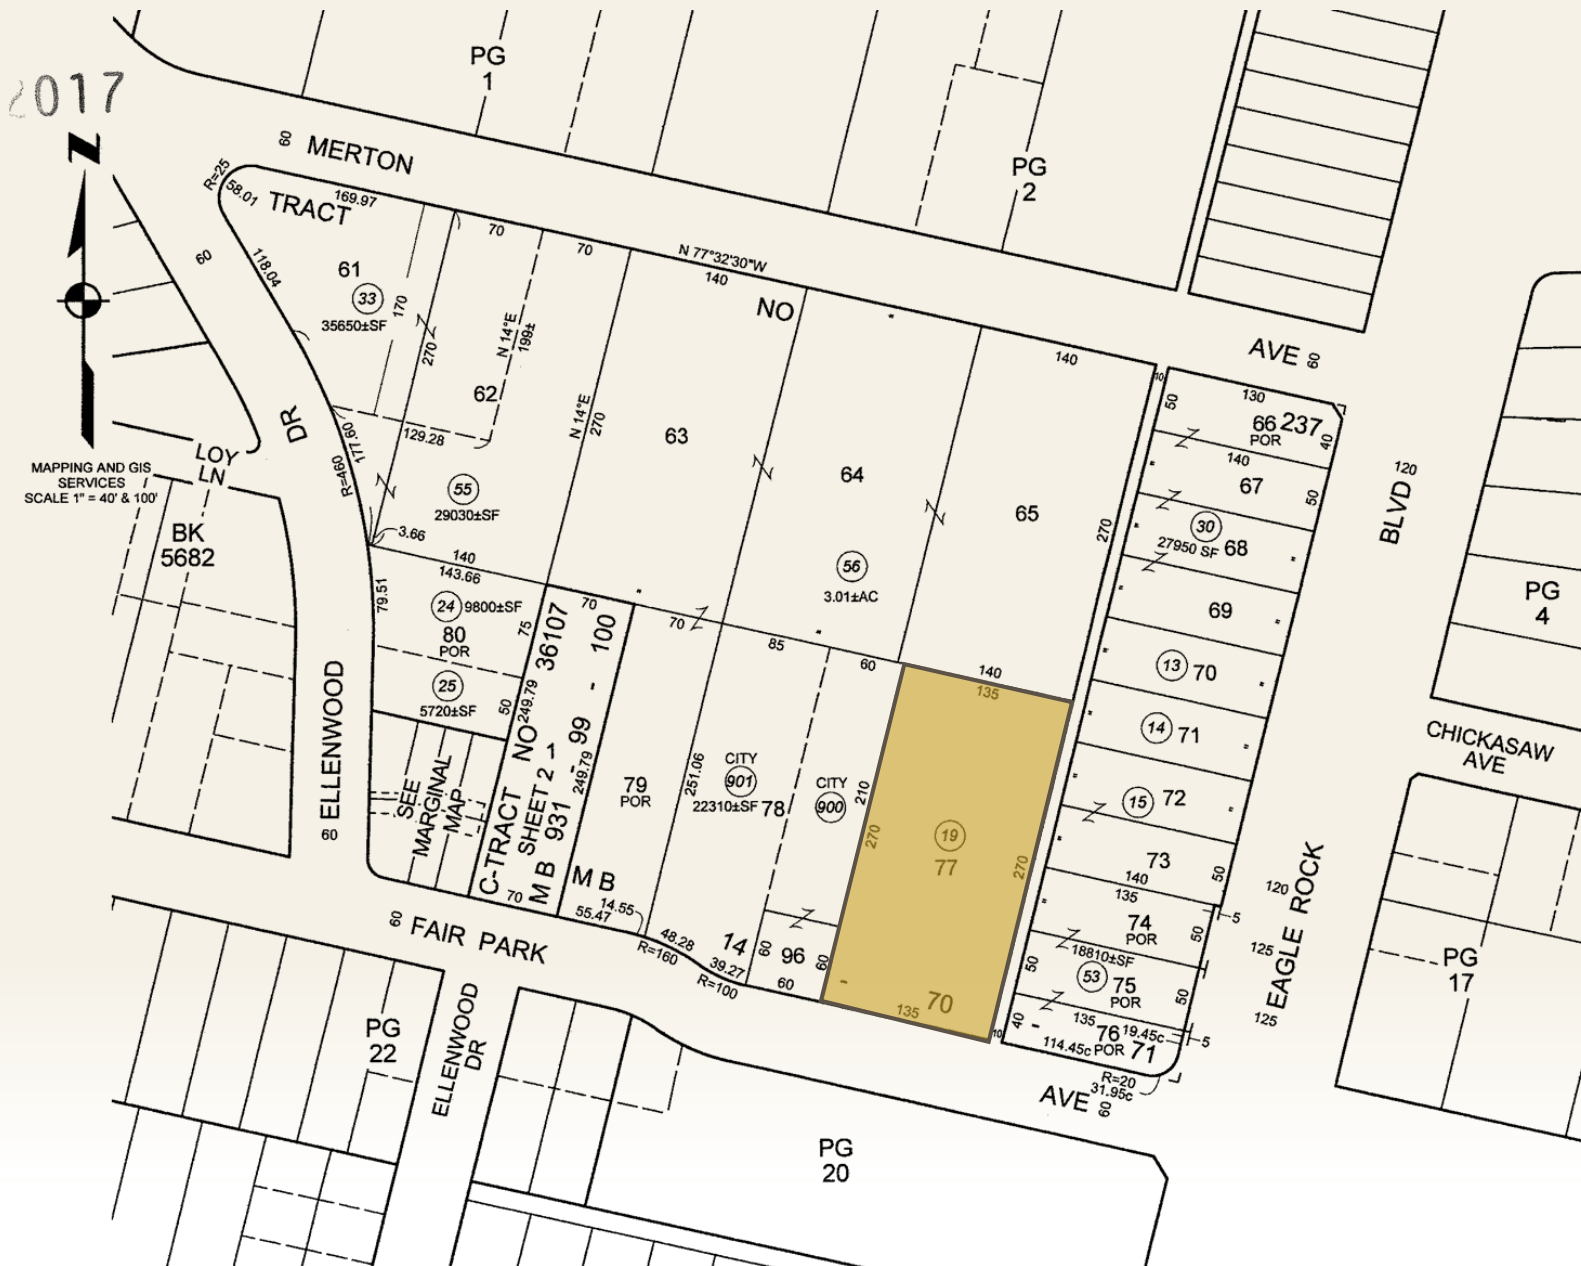 2017
N
MAPPING AND GIS
SERVICES
SCALE 1" = 40' & 100'
PG
1
60 MERTON
PG
2
R=25
58.01
TRACT
169.97
60
118.04
61
33
35650±SF
170
70
70
N 77°32'30"W
140
NO
N 14°E
199±
270
62
129.28
N 14°E
270
63
64
65
140
AVE 60
10
130
50
66 237
POR
40
140
67
50
30
27950 SF 68
69
13 70
14 71
15 72
73
140
135
50
5
74
POR
50
18810±SF
53 75
POR
50
50
135
76 19.45c
5
114.45c POR 71
40
R=20
31.95c
120
BLVD
EAGLE ROCK
120
125
125
PG
4
CHICKASAW
AVE
PG
17
DR
LOY
LN
BK
5682
R=460
177.60
55
29030±SF
3.66
140
143.66
79.51
24 9800±SF
80
POR
75
25
5720±SF
50
ELLENWOOD
60
SEE
MARGINAL
MAP
C-TRACT NO 36107
249.79
SHEET 2 1
M B 931 - 99 - 100
249.79
70
70
70
56
3.01±AC
270
79
POR
M B
14.55
55.47
251.06
85
60
CITY
901
22310±SF 78
CITY
900
210
48.28
R=160
14
39.27
R=100
60
96
60
60
140
135
270
19
77
270
70
135
10
60 FAIR PARK
AVE 60
ELLENWOOD
DR
PG
22
PG
20